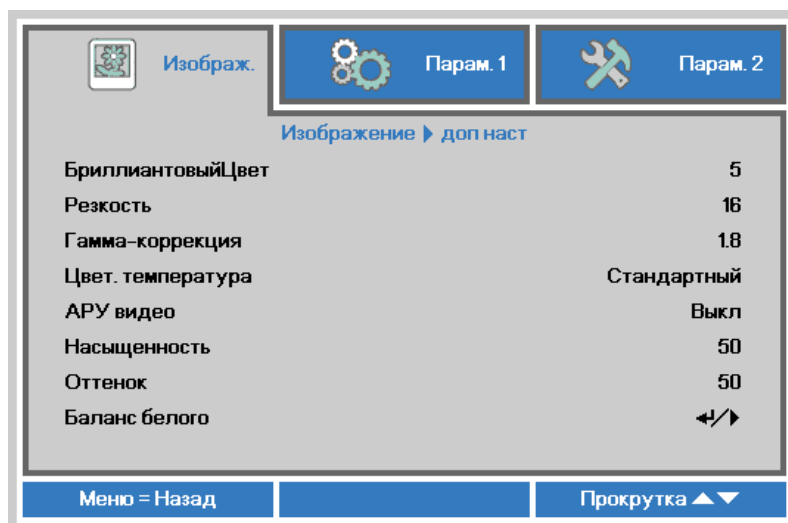 Изображ. Парам. 1 Парам. 2
Изображение ▶ доп наст
БриллиантовыйЦвет 5
Резкость 16
Гамма-коррекция 1.8
Цвет. температура Стандартный
АРУ видео Выкл
Насыщенность 50
Оттенок 50
Баланс белого ↵/▶
Меню = Назад Прокрутка ▲▼